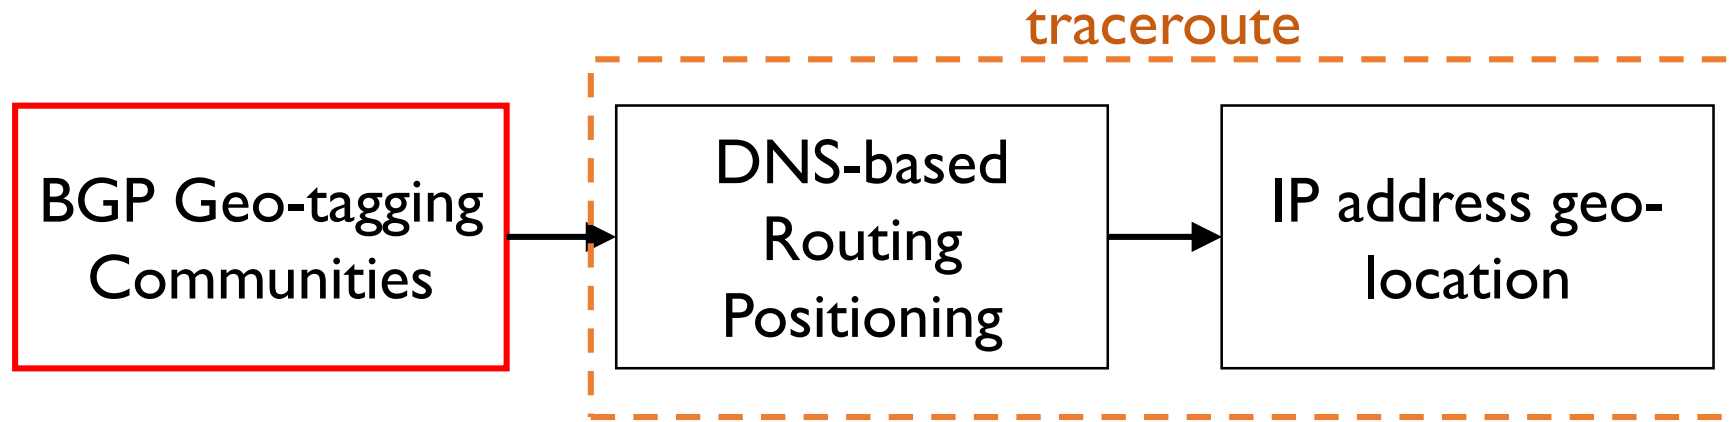 traceroute
BGP Geo-tagging
Communities
DNS-based
Routing
Positioning
IP address geo-
location